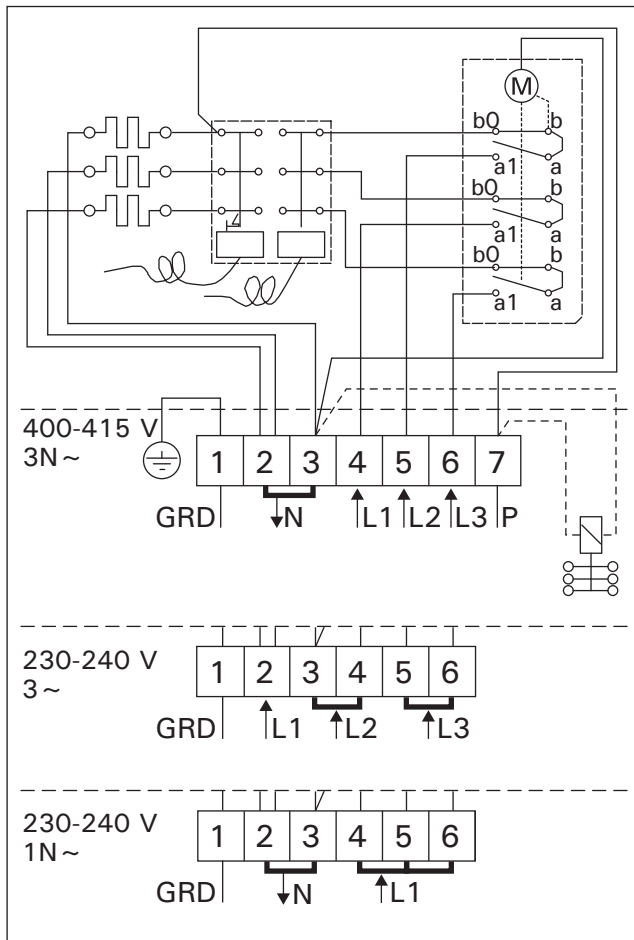 M
b0 b
a1 a
b0 b
a1 a
b0 b
a1 a
400-415 V
3N~
1 2 3 4 5 6 7
GRD N L1 L2 L3 P
230-240 V
3~
1 2 3 4 5 6
GRD L1 L2 L3
230-240 V
1N~
1 2 3 4 5 6
GRD N L1